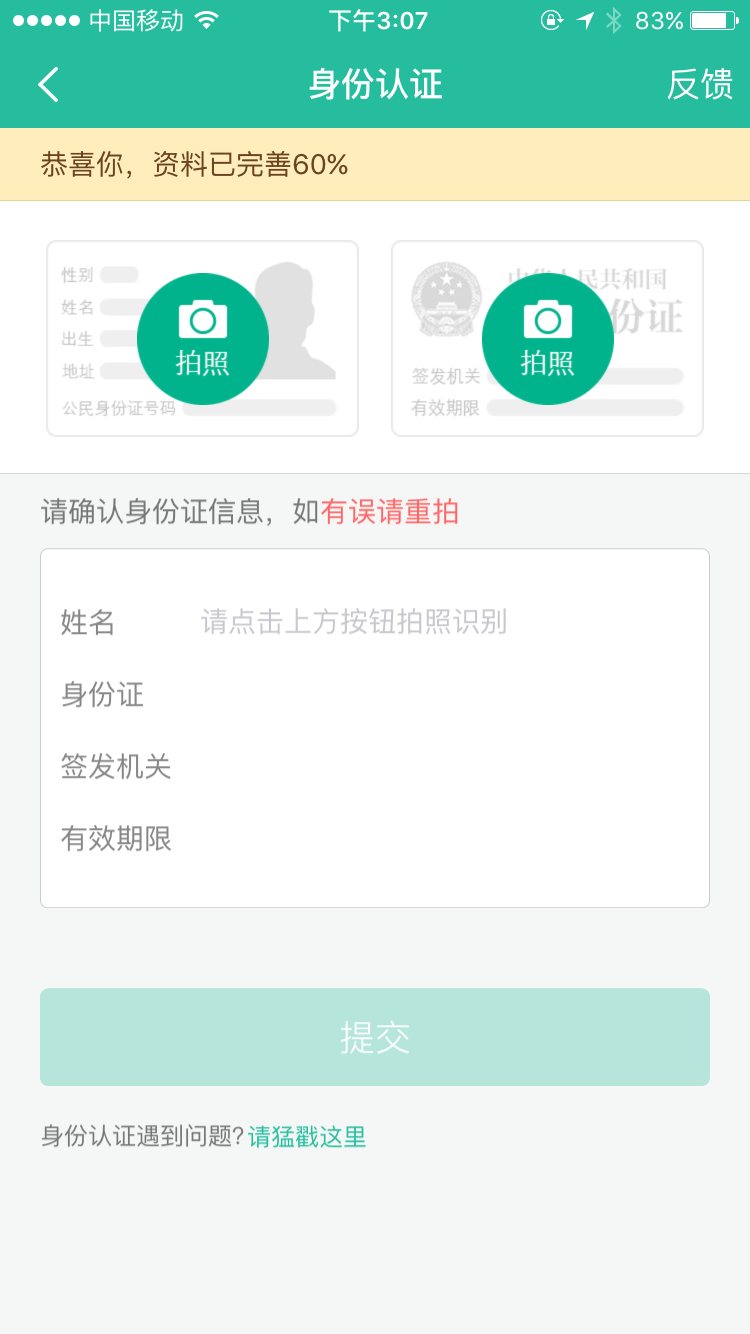 中国移动 下午3:07 83%
身份认证 反馈
恭喜你，资料已完善60%
性别
姓名
出生
地址
公民身份证号码
拍照
共和国
份证
签发机关
有效期限
拍照
请确认身份证信息，如有误请重拍
姓名 请点击上方按钮拍照识别
身份证
签发机关
有效期限
提交
身份认证遇到问题?请猛戳这里